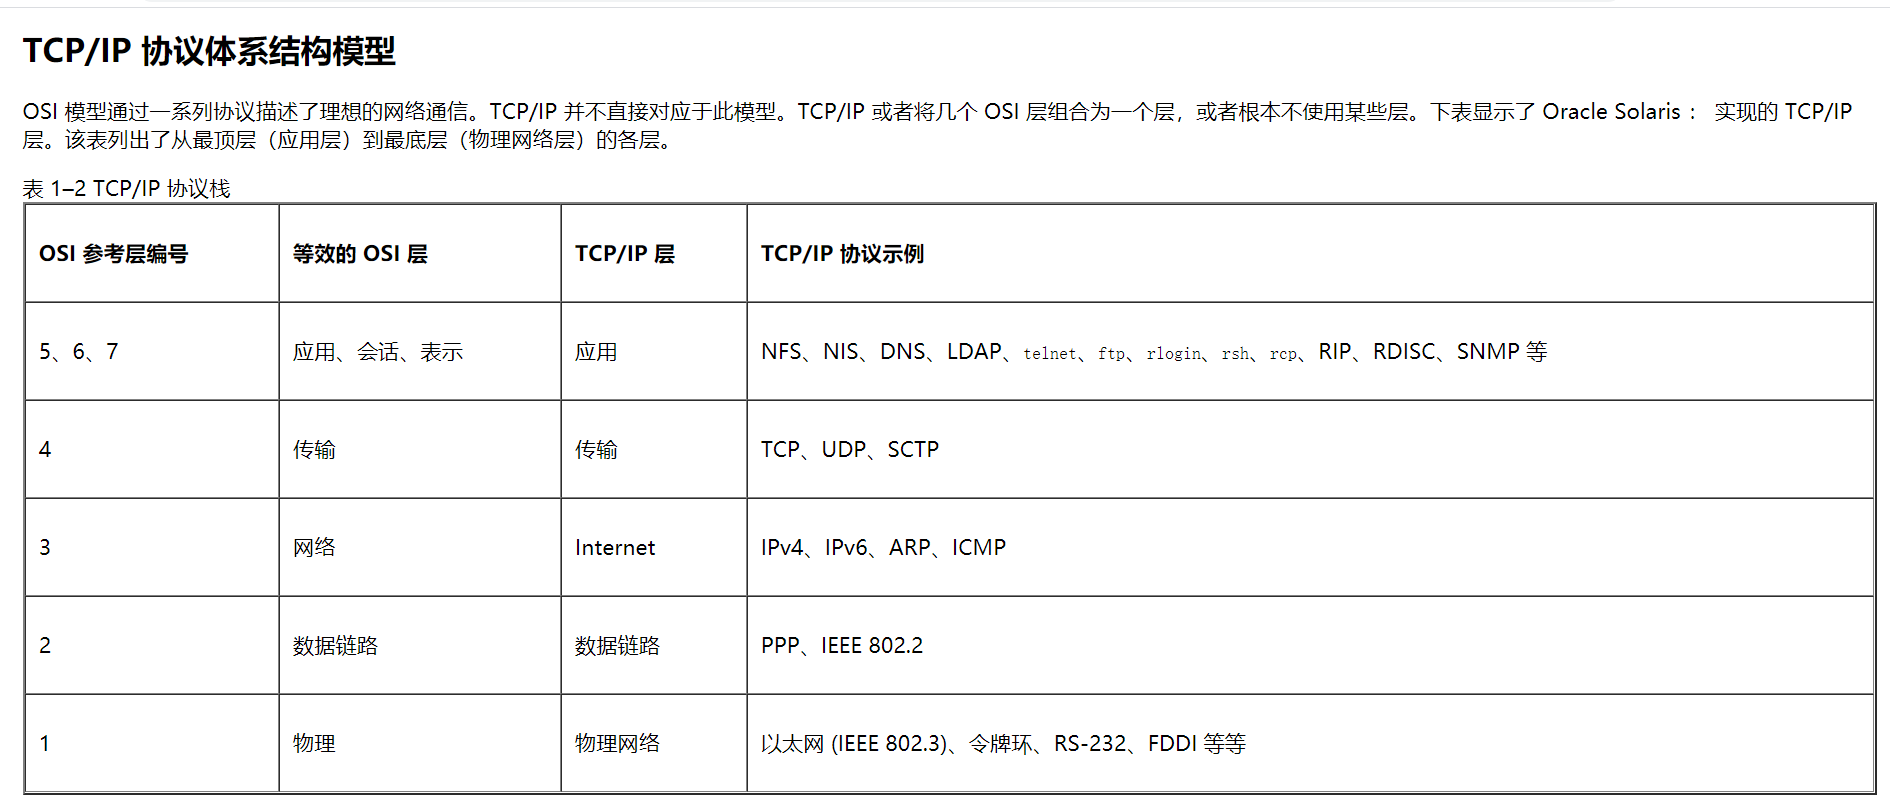 TCP/IP 协议体系结构模型
OSI 模型通过一系列协议描述了理想的网络通信。TCP/IP 并不直接对应于此模型。TCP/IP 或者将几个 OSI 层组合为一个层，或者根本不使用某些层。下表显示了 Oracle Solaris： 实现的 TCP/IP
层。该表列出了从最顶层（应用层）到最底层（物理网络层）的各层。
表 1–2 TCP/IP 协议栈
OSI 参考层编号 等效的 OSI 层 TCP/IP 层 TCP/IP 协议示例
5、6、7 应用、会话、表示 应用 NFS、NIS、DNS、LDAP、telnet、ftp、rlogin、rsh、rcp、RIP、RDISC、SNMP 等
4 传输 传输 TCP、UDP、SCTP
3 网络 Internet IPv4、IPv6、ARP、ICMP
2 数据链路 数据链路 PPP、IEEE 802.2
1 物理 物理网络 以太网 (IEEE 802.3)、令牌环、RS-232、FDDI 等等